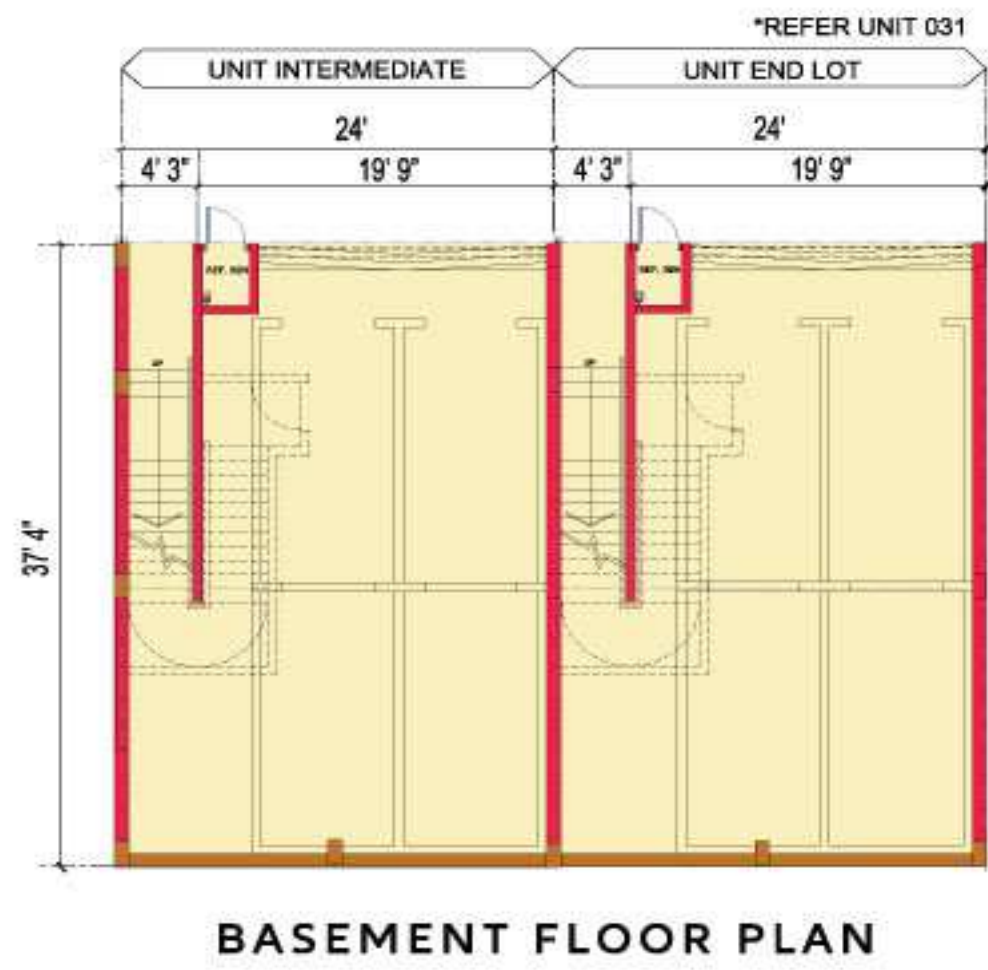 *REFER UNIT 031
UNIT INTERMEDIATE
UNIT END LOT
24'
24'
4' 3"
19' 9"
4' 3"
19' 9"
37' 4"
BASEMENT FLOOR PLAN